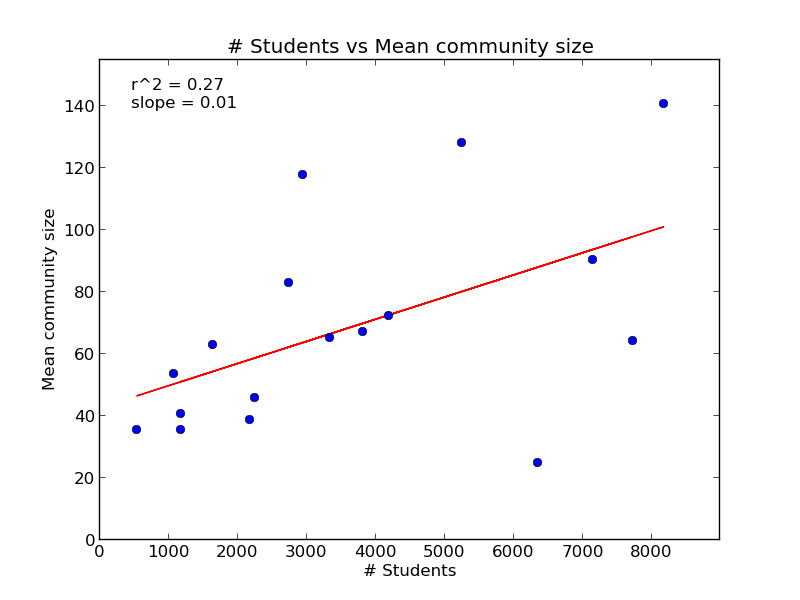 # Students vs Mean community size
r^2 = 0.27
slope = 0.01
Mean community size
140
120
100
80
60
40
20
0
0 1000 2000 3000 4000 5000 6000 7000 8000
# Students